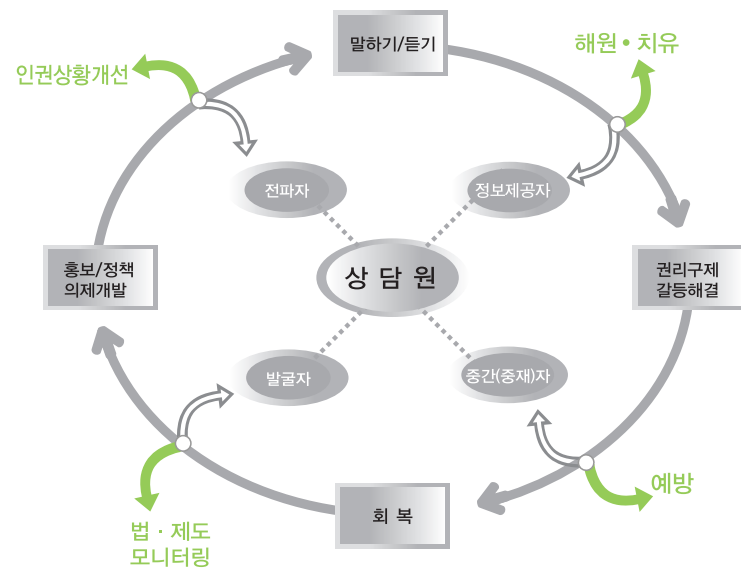 말하기/듣기
해원 • 치유
인권상황개선
전파자
정보제공자
홍보/정책
의제개발
상 담 원
권리구제
갈등해결
발굴자
중간(중재)자
예방
회 복
법 · 제도
모니터링